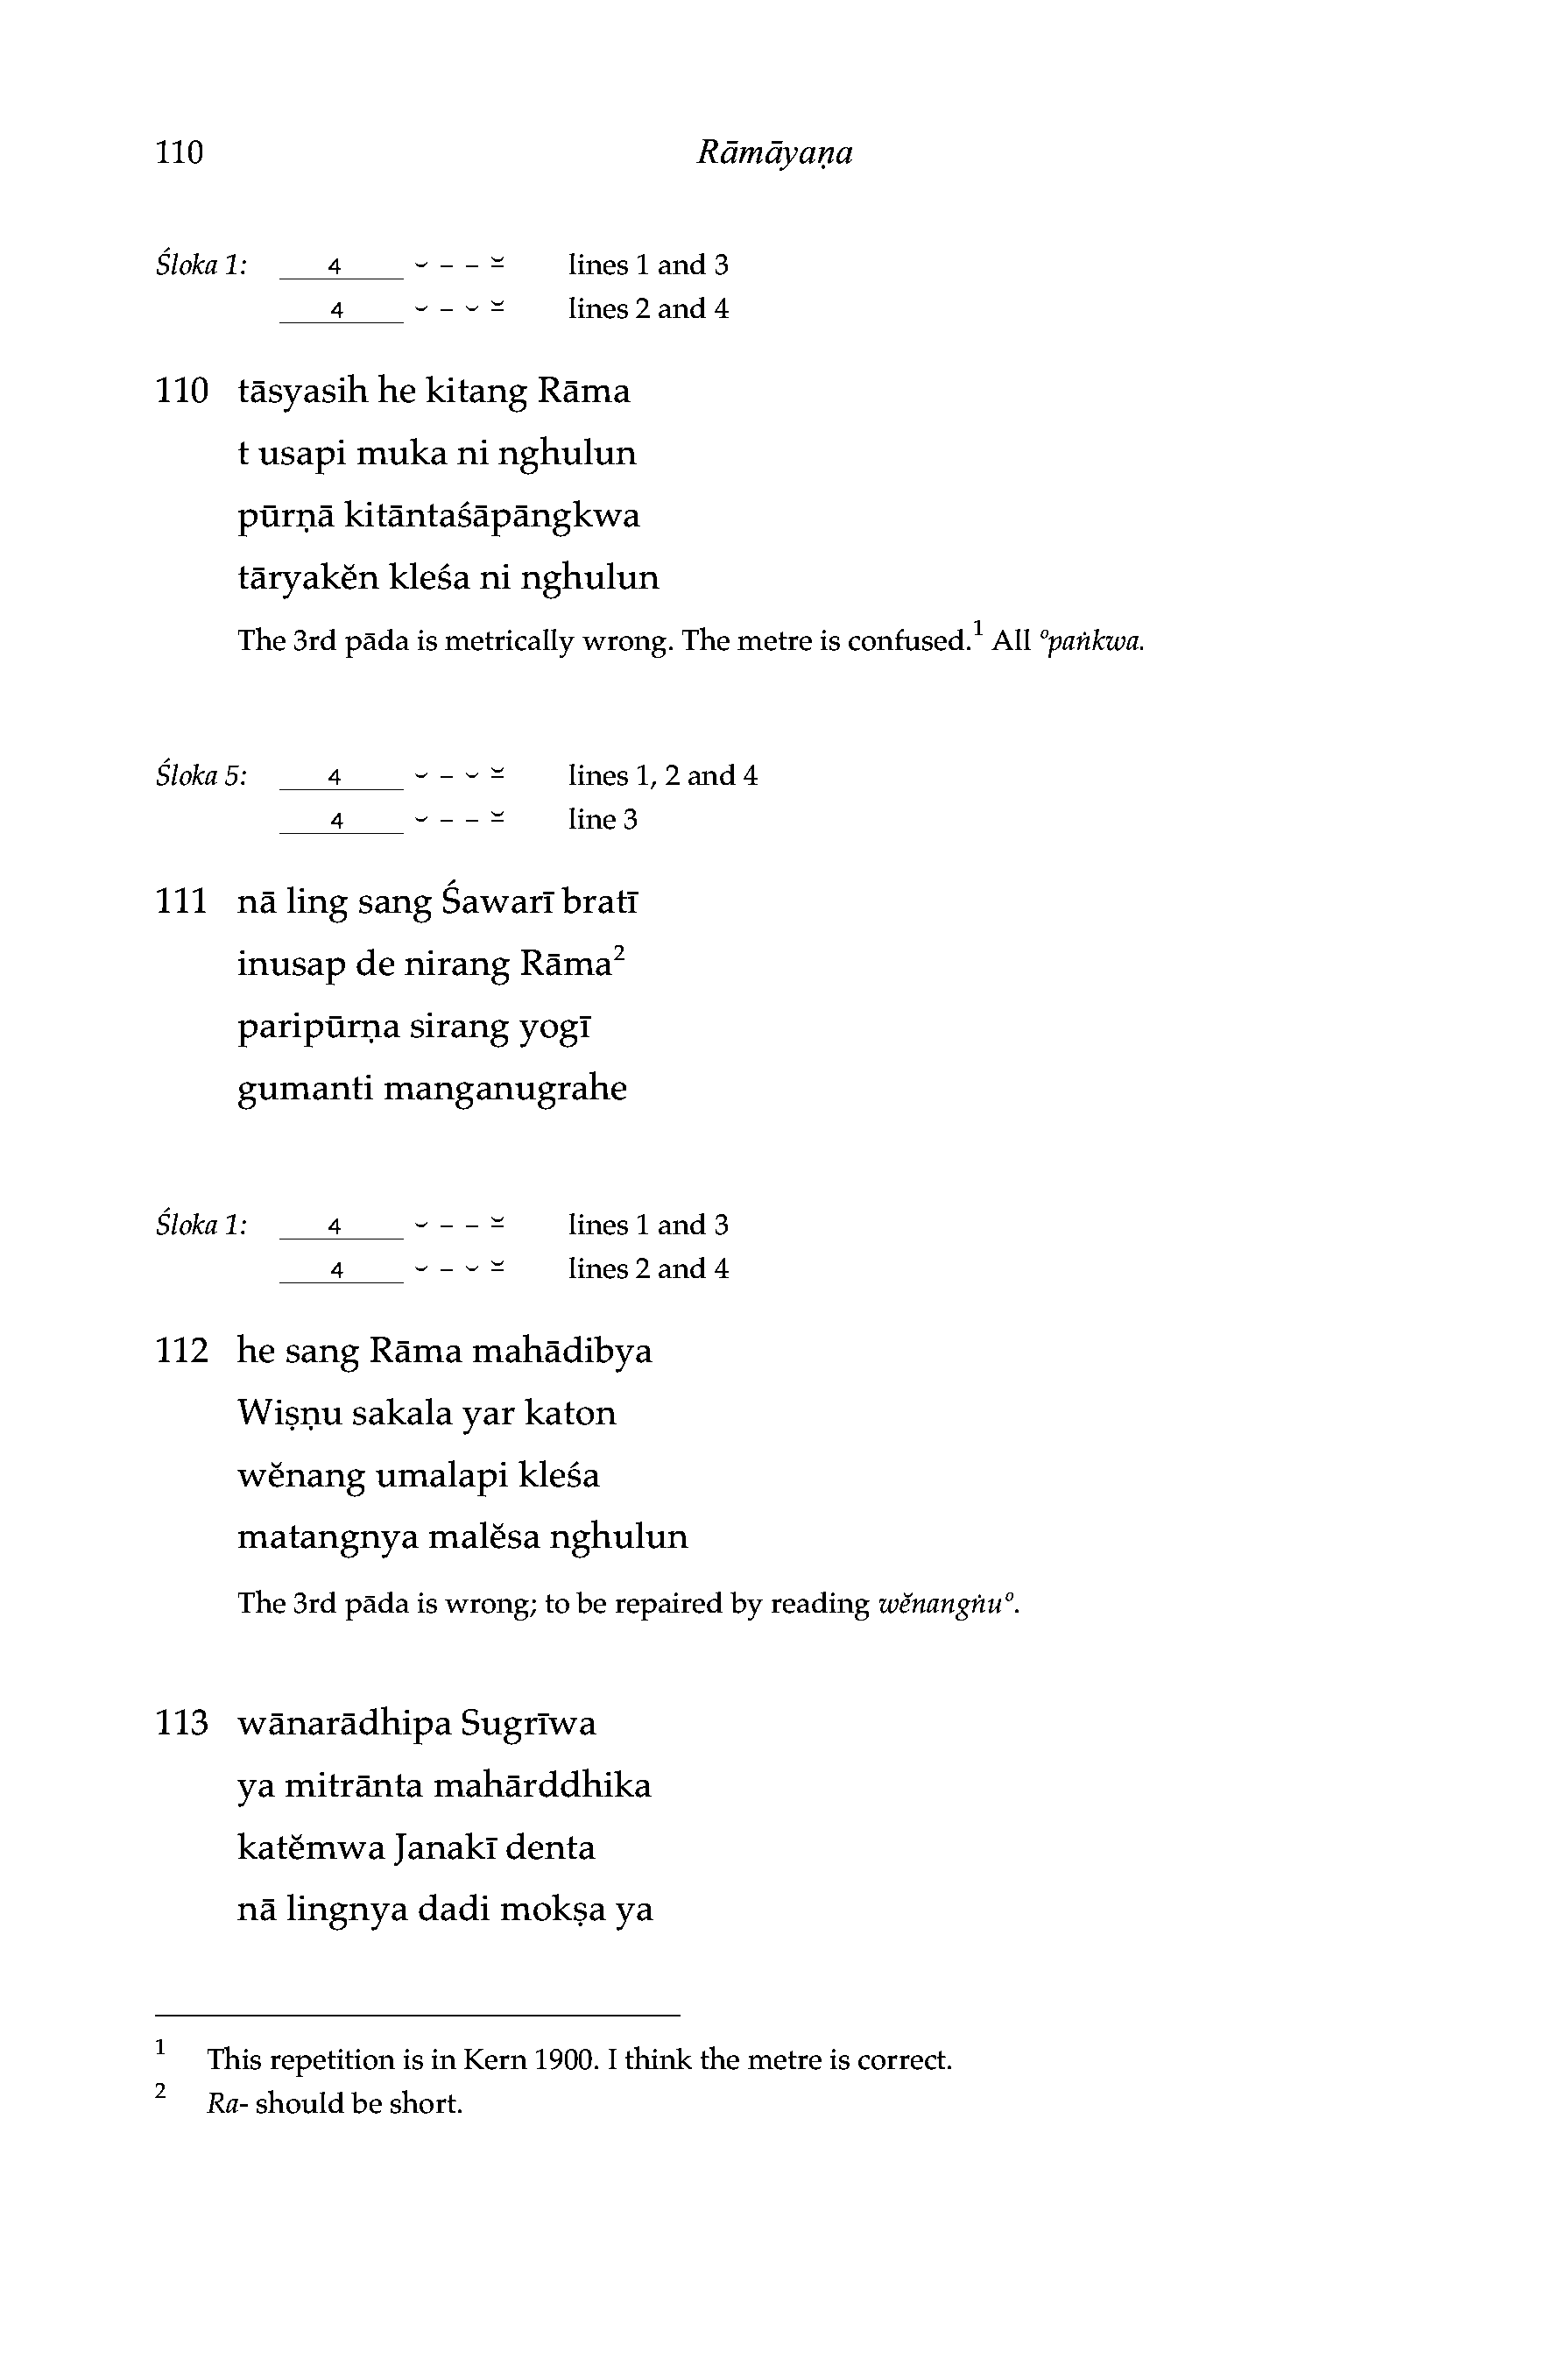 110 Rāmāyaṇa
Śloka 1: 4 ⏑ – – ⏓ lines 1 and 3
4 ⏑ – ⏑ ⏓ lines 2 and 4
110 tāsyasih he kitang Rāma
t usapi muka ni nghulun
pūrṇā kitāntaśāpāngkwa
tāryakĕn kleśa ni nghulun
The 3rd pāda is metrically wrong. The metre is confused.¹ All °paṅkwa.
Śloka 5: 4 ⏑ – ⏑ ⏓ lines 1, 2 and 4
4 ⏑ – – ⏓ line 3
111 nā ling sang Śawarī bratī
inusap de nirang Rāma²
paripūrṇa sirang yogī
gumanti manganugrahe
Śloka 1: 4 ⏑ – – ⏓ lines 1 and 3
4 ⏑ – ⏑ ⏓ lines 2 and 4
112 he sang Rāma mahādibya
Wiṣṇu sakala yar katon
wĕnang umalapi kleśa
matangnya malĕsa nghulun
The 3rd pāda is wrong; to be repaired by reading wĕnangṅu°.
113 wānarādhipa Sugrīwa
ya mitrānta mahārddhika
katĕmwa Janakī denta
nā lingnya dadi mokṣa ya
1 This repetition is in Kern 1900. I think the metre is correct.
2 Ra- should be short.